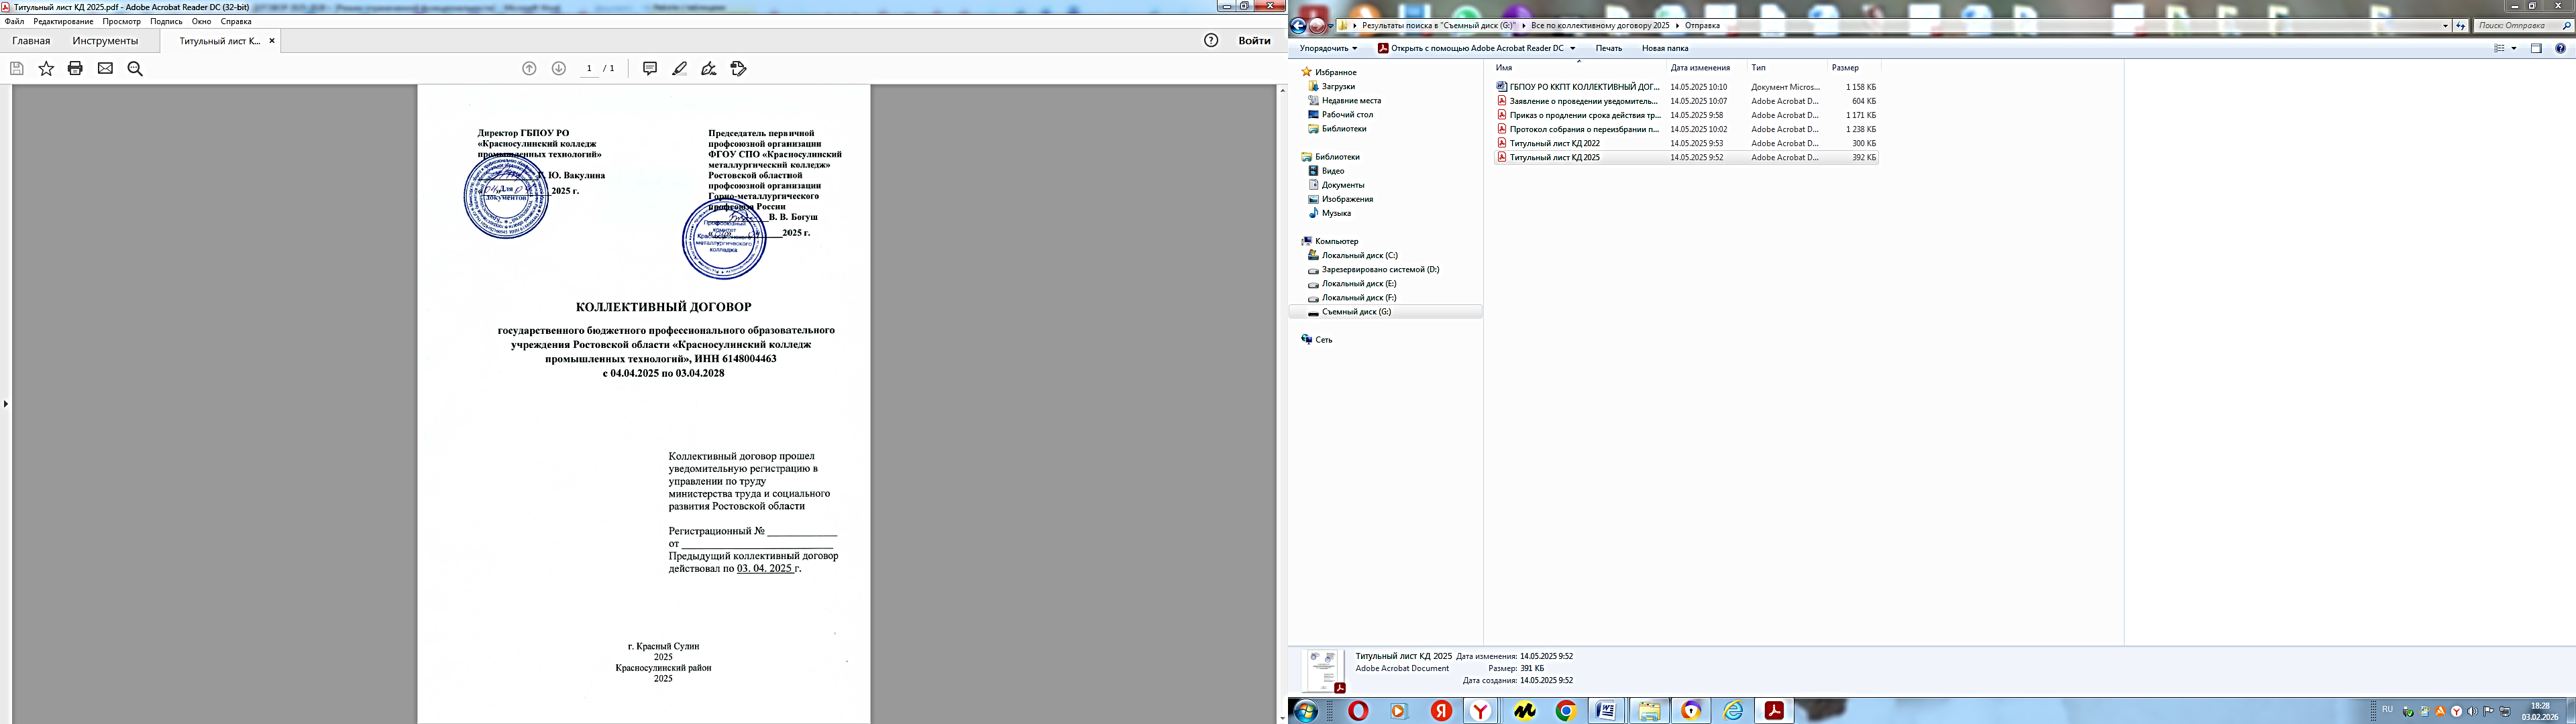 Титульный лист КД 2025.pdf - Adobe Acrobat Reader DC (32-bit)
Файл Редактирование Просмотр Подпись Окно Справка
Главная Инструменты Титульный лист К... × Войти
1 / 1
Директор ГБПОУ РО
«Красносулинский колледж
промышленных технологий»
Ю. Вакулина
2025 г.
Для
документов
Председатель первичной
профсоюзной организации
ФГОУ СПО «Красносулинский
металлургический колледж»
Ростовской областной
профсоюзной организации
Горно-металлургического
профсоюза России
В. В. Богуш
2025 г.
Профсоюзный
комитет
Красносулинского
металлургического
колледжа
КОЛЛЕКТИВНЫЙ ДОГОВОР
государственного бюджетного профессионального образовательного
учреждения Ростовской области «Красносулинский колледж
промышленных технологий», ИНН 6148004463
с 04.04.2025 по 03.04.2028
Коллективный договор прошел
уведомительную регистрацию в
управлении по труду
министерства труда и социального
развития Ростовской области
Регистрационный № ______________
от ______________________________
Предыдущий коллективный договор
действовал по 03. 04. 2025 г.
г. Красный Сулин
2025
Красносулинский район
2025
Результаты поиска в "Съемный диск (G:)" Все по коллективному договору 2025 Отправка
Поиск: Отправка
Упорядочить Открыть с помощью Adobe Acrobat Reader DC Печать Новая папка
Избранное
Загрузки
Недавние места
Рабочий стол
Библиотеки
Библиотеки
Видео
Документы
Изображения
Музыка
Компьютер
Локальный диск (C:)
Зарезервировано системой (D:)
Локальный диск (E:)
Локальный диск (F:)
Съемный диск (G:)
Сеть
Имя Дата изменения Тип Размер
ГБПОУ РО ККПТ КОЛЛЕКТИВНЫЙ ДОГ... 14.05.2025 10:10 Документ Micros... 1 158 КБ
Заявление о проведении уведомитель... 14.05.2025 10:07 Adobe Acrobat D... 604 КБ
Приказ о продлении срока действия тр... 14.05.2025 9:58 Adobe Acrobat D... 1 171 КБ
Протокол собрания о переизбрании п... 14.05.2025 10:02 Adobe Acrobat D... 1 238 КБ
Титульный лист КД 2022 14.05.2025 9:53 Adobe Acrobat D... 300 КБ
Титульный лист КД 2025 14.05.2025 9:52 Adobe Acrobat D... 392 КБ
Титульный лист КД 2025 Дата изменения: 14.05.2025 9:52
Adobe Acrobat Document Размер: 391 КБ
Дата создания: 14.05.2025 9:52
RU
18:28
03.02.2026